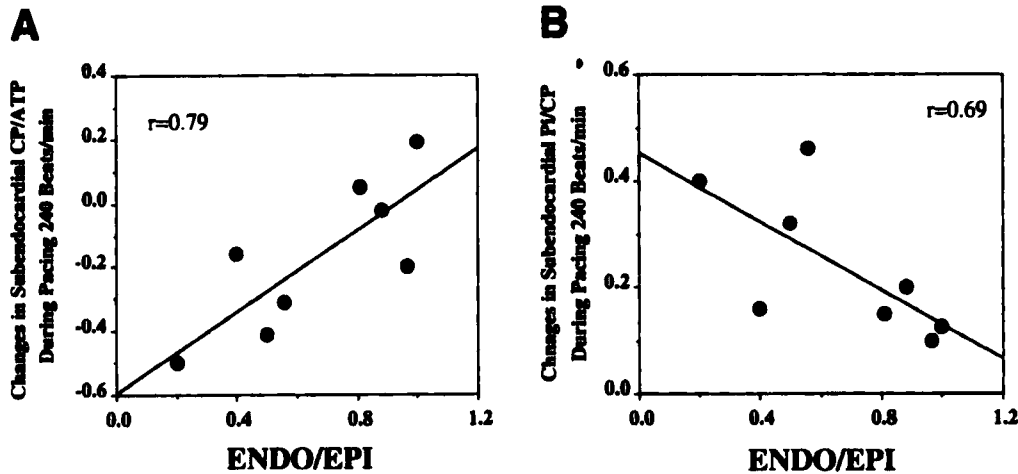 A
Changes in Subendocardial CP/ATP
During Pacing 240 Beats/min
0.4
0.2
0.0
-0.2
-0.4
-0.6
r=0.79
0.0 0.4 0.8 1.2
ENDO/EPI
B
Chnages in Subendocardial Pi/CP
During Pacing 240 Beats/min
0.6
0.4
0.2
0.0
r=0.69
0.0 0.4 0.8 1.2
ENDO/EPI